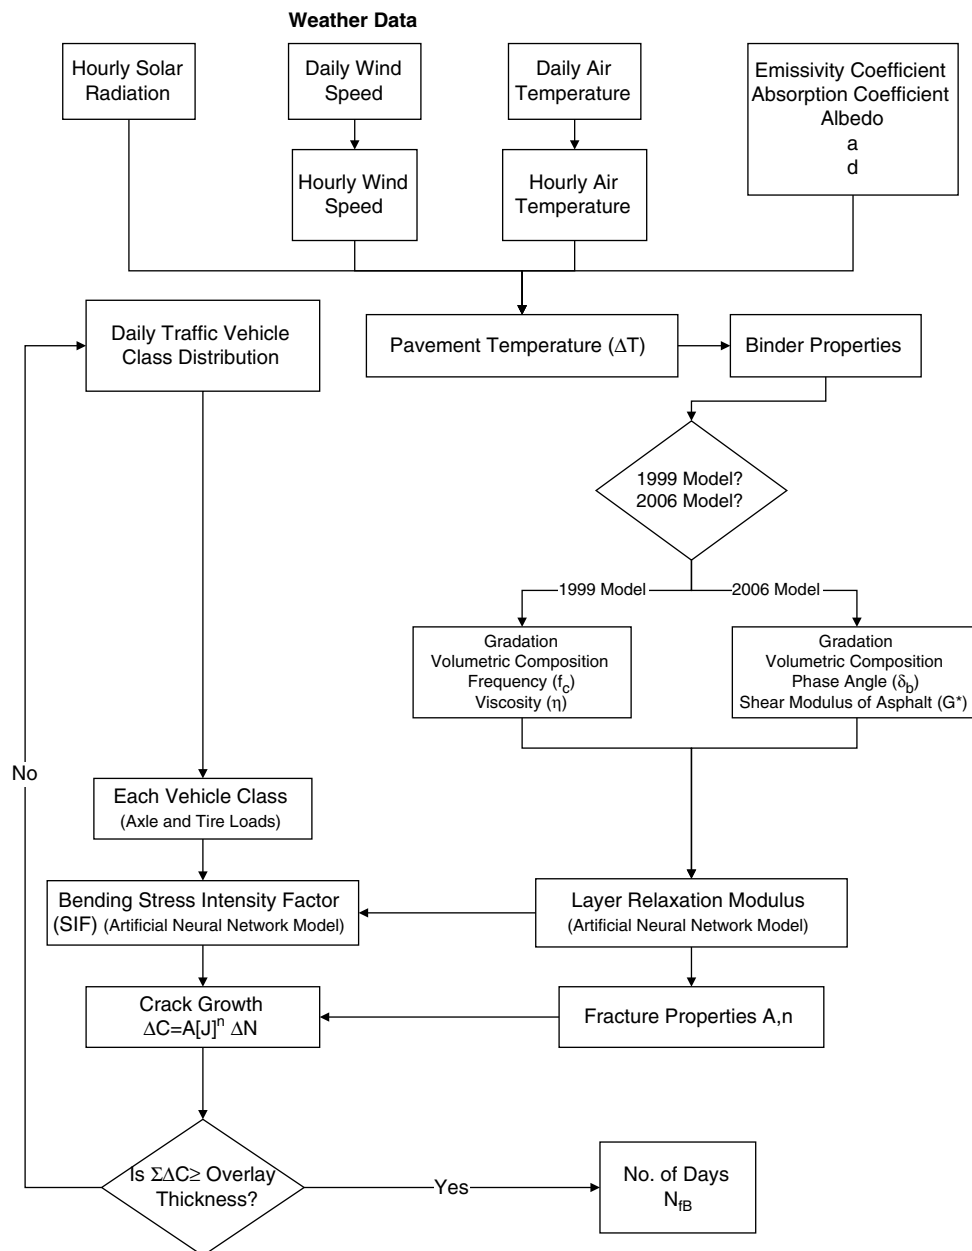 Weather Data
Hourly Solar
Radiation
Daily Wind
Speed
Daily Air
Temperature
Emissivity Coefficient
Absorption Coefficient
Albedo
a
d
Hourly Wind
Speed
Hourly Air
Temperature
Daily Traffic Vehicle
Class Distribution
Pavement Temperature (ΔT)
Binder Properties
1999 Model?
2006 Model?
1999 Model
2006 Model
Gradation
Volumetric Composition
Frequency (f_c)
Viscosity (η)
Gradation
Volumetric Composition
Phase Angle (δ_b)
Shear Modulus of Asphalt (G*)
No
Each Vehicle Class
(Axle and Tire Loads)
Bending Stress Intensity Factor
(SIF) (Artificial Neural Network Model)
Layer Relaxation Modulus
(Artificial Neural Network Model)
Crack Growth
ΔC=A[J]^n ΔN
Fracture Properties A,n
Is ΣΔC≥ Overlay
Thickness?
Yes
No. of Days
N_fB